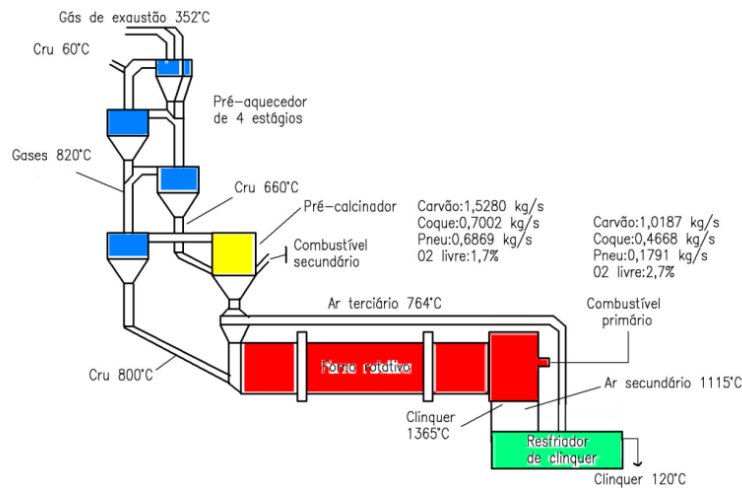 Gás de exaustão 352°C
Cru 60°C
Pré-aquecedor
de 4 estágios
Gases 820°C
Cru 660°C
Pré-calcinador
Combustível
secundário
Carvão:1,5280 kg/s
Coque:0,7002 kg/s
Pneu:0,6869 kg/s
O2 livre:1,7%
Carvão:1,0187 kg/s
Coque:0,4668 kg/s
Pneu:0,1791 kg/s
O2 livre:2,7%
Ar terciário 764°C
Combustível
primário
Forna rotativa
Cru 800°C
Ar secundário 1115°C
Clinquer
1365°C
Resfriador
de clinquer
Clinquer 120°C